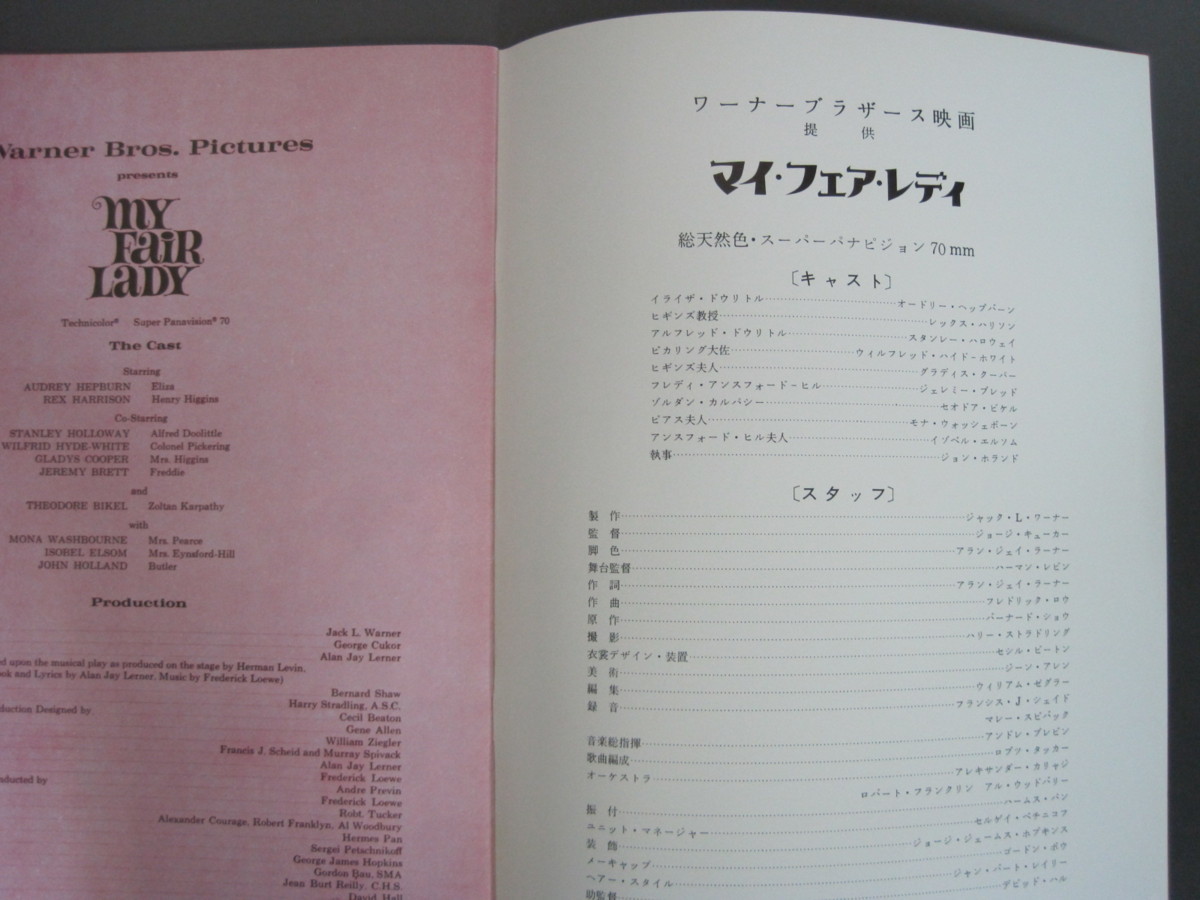 Warner Bros. Pictures
presents
MY
FAIR
LADY
Technicolor® Super Panavision® 70
The Cast
Starring
AUDREY HEPBURN Eliza
REX HARRISON Henry Higgins
Co-Starring
STANLEY HOLLOWAY Alfred Doolittle
WILFRID HYDE-WHITE Colonel Pickering
GLADYS COOPER Mrs. Higgins
JEREMY BRETT Freddie
and
THEODORE BIKEL Zoltan Karpathy
with
MONA WASHBOURNE Mrs. Pearce
ISOBEL ELSOM Mrs. Eynsford-Hill
JOHN HOLLAND Butler
Production
Jack L. Warner
George Cukor
Alan Jay Lerner
upon the musical play as produced on the stage by Herman Levin.
and Lyrics by Alan Jay Lerner, Music by Frederick Loewe)
Bernard Shaw
Harry Stradling, A.S.C.
Designed by Cecil Beaton
Gene Allen
William Ziegler
Francis J. Scheid and Murray Spivack
Alan Jay Lerner
Frederick Loewe
by Andre Previn
Frederick Loewe
Robt. Tucker
Alexander Courage, Robert Franklyn, Al Woodbury
Hermes Pan
Sergei Petschnikoff
George James Hopkins
Gordon Bau, SMA
Jean Burt Reilly, C.H.S.
David Hall
ワーナーブラザース映画
提 供
マイ・フェア・レディ
総天然色・スーパーパナビジョン 70 mm
〔キャスト〕
イライザ・ドウリトル……オードリー・ヘップバーン
ヒギンズ教授……レックス・ハリソン
アルフレッド・ドウリトル……スタンレー・ハロウェイ
ピカリング大佐……ウィルフレッド・ハイド-ホワイト
ヒギンズ夫人……グラディス・クーパー
フレディ・アンスフォード-ヒル……ジェレミー・ブレッド
ゾルダン・カルパシー……セオドア・ビケル
ピアス夫人……モナ・ウォッシュボーン
アンスフォード・ヒル夫人……イゾベル・エルソム
執事……ジョン・ホランド
〔スタッフ〕
製 作……ジャック・L・ワーナー
監 督……ジョージ・キューカー
脚 色……アラン・ジェイ・ラーナー
舞台監督……ハーマン・レビン
作 詞……アラン・ジェイ・ラーナー
作 曲……フレドリック・ロウ
原 作……バーナード・ショウ
撮 影……ハリー・ストラドリング
衣裳デザイン・装置……セシル・ビートン
美 術……ジーン・アレン
編 集……ウィリアム・ゼグラー
録 音……フランシス・J・シェイド
マレー・スピバック
音楽総指揮……アンドレ・プレビン
歌曲編成……ロブツ・タッカー
オーケストラ……アレキサンダー・カリッジ
ロバート・フランクリン アル・ウッドバリー
振 付……ハームス・パン
ユニット・マネージャー……セルゲイ・ペチニコフ
装 飾……ジョージ・ジェームス・ホプキンス
メーキャップ……ゴードン・ボウ
ヘアー・スタイル……ジャン・バート・レイリー
助監督……デビッド・ハル